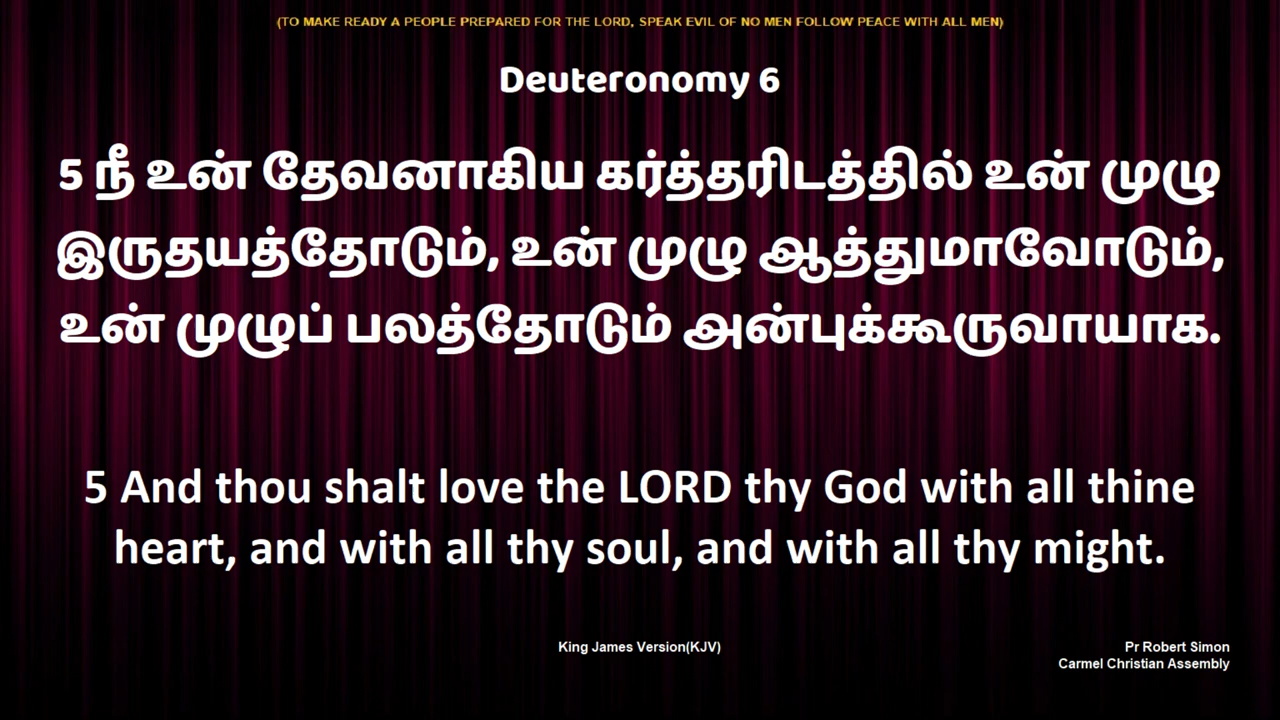 (TO MAKE READY A PEOPLE PREPARED FOR THE LORD, SPEAK EVIL OF NO MEN FOLLOW PEACE WITH ALL MEN)
Deuteronomy 6
5 நீ உன் தேவனாகிய கர்த்தரிடத்தில் உன் முழு
இருதயத்தோடும், உன் முழு ஆத்துமாவோடும்,
உன் முழுப் பலத்தோடும் அன்புக்கூருவாயாக.
5 And thou shalt love the LORD thy God with all thine
heart, and with all thy soul, and with all thy might.
King James Version(KJV)
Pr Robert Simon
Carmel Christian Assembly